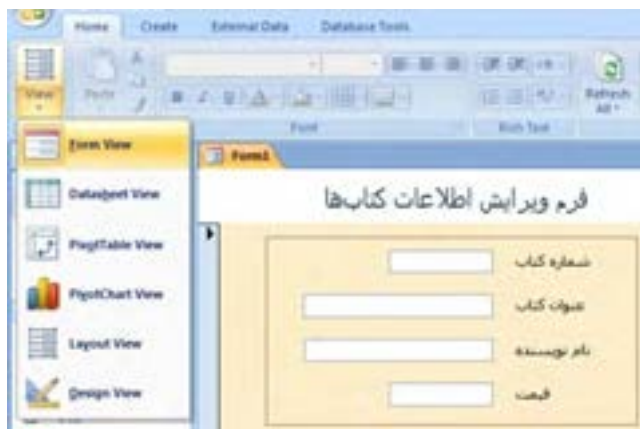 Home Create External Data Database Tools
View Paste Refresh All
Font Rich Text
Form View
Form1
Datasheet View
PivotTable View
PivotChart View
Layout View
Design View
فرم ویرایش اطلاعات کتاب‌ها
شماره کتاب
عنوان کتاب
نام نویسنده
قیمت